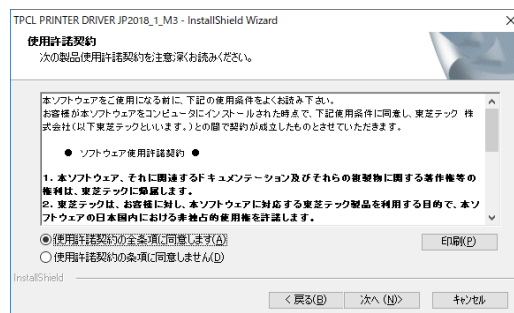 TPCL PRINTER DRIVER JP2018_1_M3 - InstallShield Wizard
使用許諾契約
次の製品使用許諾契約を注意深くお読みください。
本ソフトウェアをご使用になる前に、下記の使用条件をよくお読み下さい。
お客様が本ソフトウェアをコンピュータにインストールされた時点で、下記使用条件に同意し、東芝テック 株
式会社(以下東芝テックといいます。)との間で契約が成立したものとさせていただきます。
● ソフトウェア使用許諾契約 ●
1. 本ソフトウェア、それに関連するドキュメンテーション及びそれらの複製物に関する著作権等の
権利は、東芝テックに帰属します。
2. 東芝テックは、お客様に対し、本ソフトウェアに対応する東芝テック製品を利用する目的で、本ソ
フトウェアの日本国内における非独占的使用権を許諾します。
使用許諾契約の全条項に同意します(A)
印刷(P)
使用許諾契約の条項に同意しません(D)
InstallShield
< 戻る(B)
次へ (N)>
キャンセル